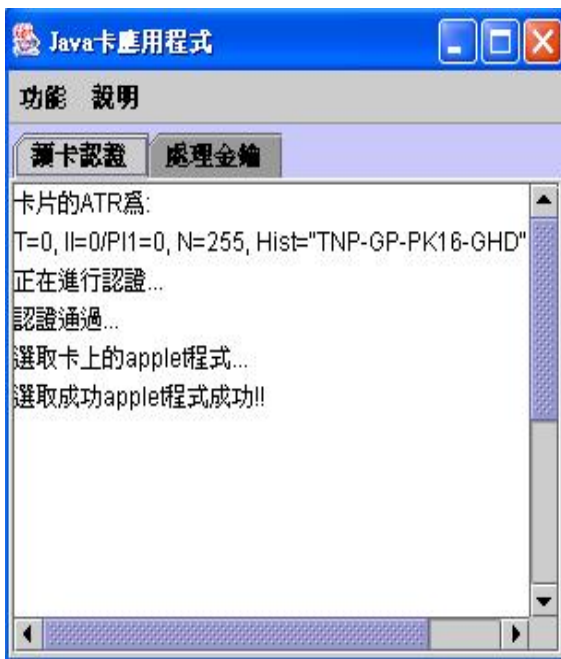 Java卡應用程式
功能 說明
讀卡認證 處理金鑰
卡片的ATR爲:
T=0, II=0/PI1=0, N=255, Hist="TNP-GP-PK16-GHD"
正在進行認證...
認證通過...
選取卡上的applet程式...
選取成功applet程式成功!!